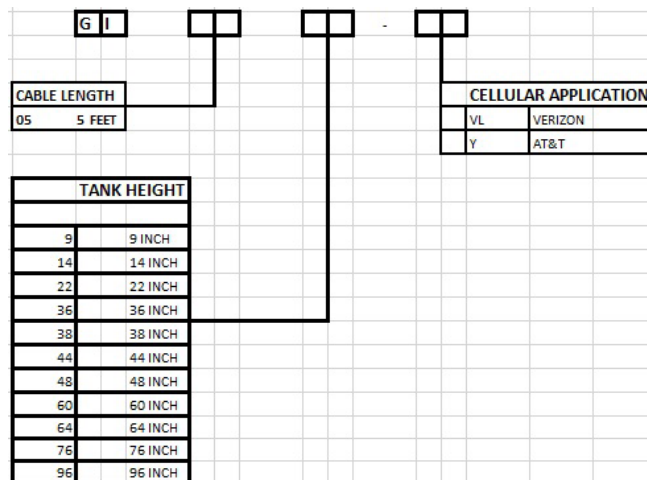 G I -
CABLE LENGTH
05 5 FEET
CELLULAR APPLICATION
VL VERIZON
Y AT&T
TANK HEIGHT
9 9 INCH
14 14 INCH
22 22 INCH
36 36 INCH
38 38 INCH
44 44 INCH
48 48 INCH
60 60 INCH
64 64 INCH
76 76 INCH
96 96 INCH